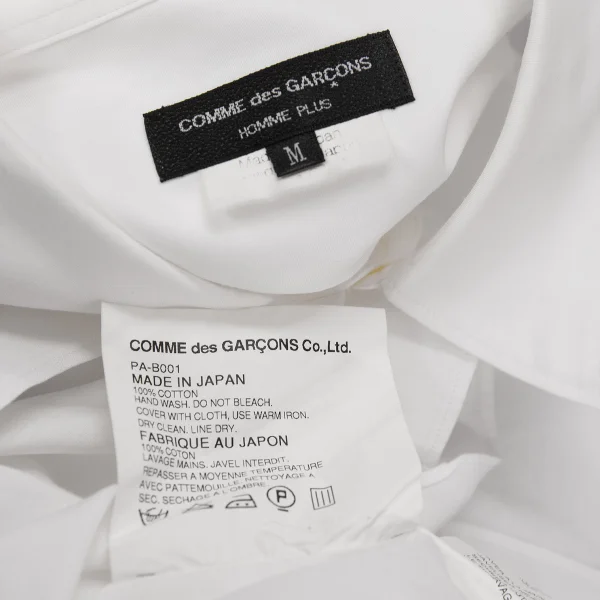 COMME des GARÇONS
HOMME PLUS
M
COMME des GARÇONS Co.,Ltd.
PA-B001
MADE IN JAPAN
100% COTTON
HAND WASH. DO NOT BLEACH.
COVER WITH CLOTH, USE WARM IRON.
DRY CLEAN. LINE DRY.
FABRIQUE AU JAPON
100% COTON
LAVAGE MAINS. JAVEL INTERDIT.
REPASSER A MOYENNE TEMPERATURE
AVEC PATTEMOUILLE. NETTOYAGE A
SEC. SECHAGE A L'OMBRE.
P